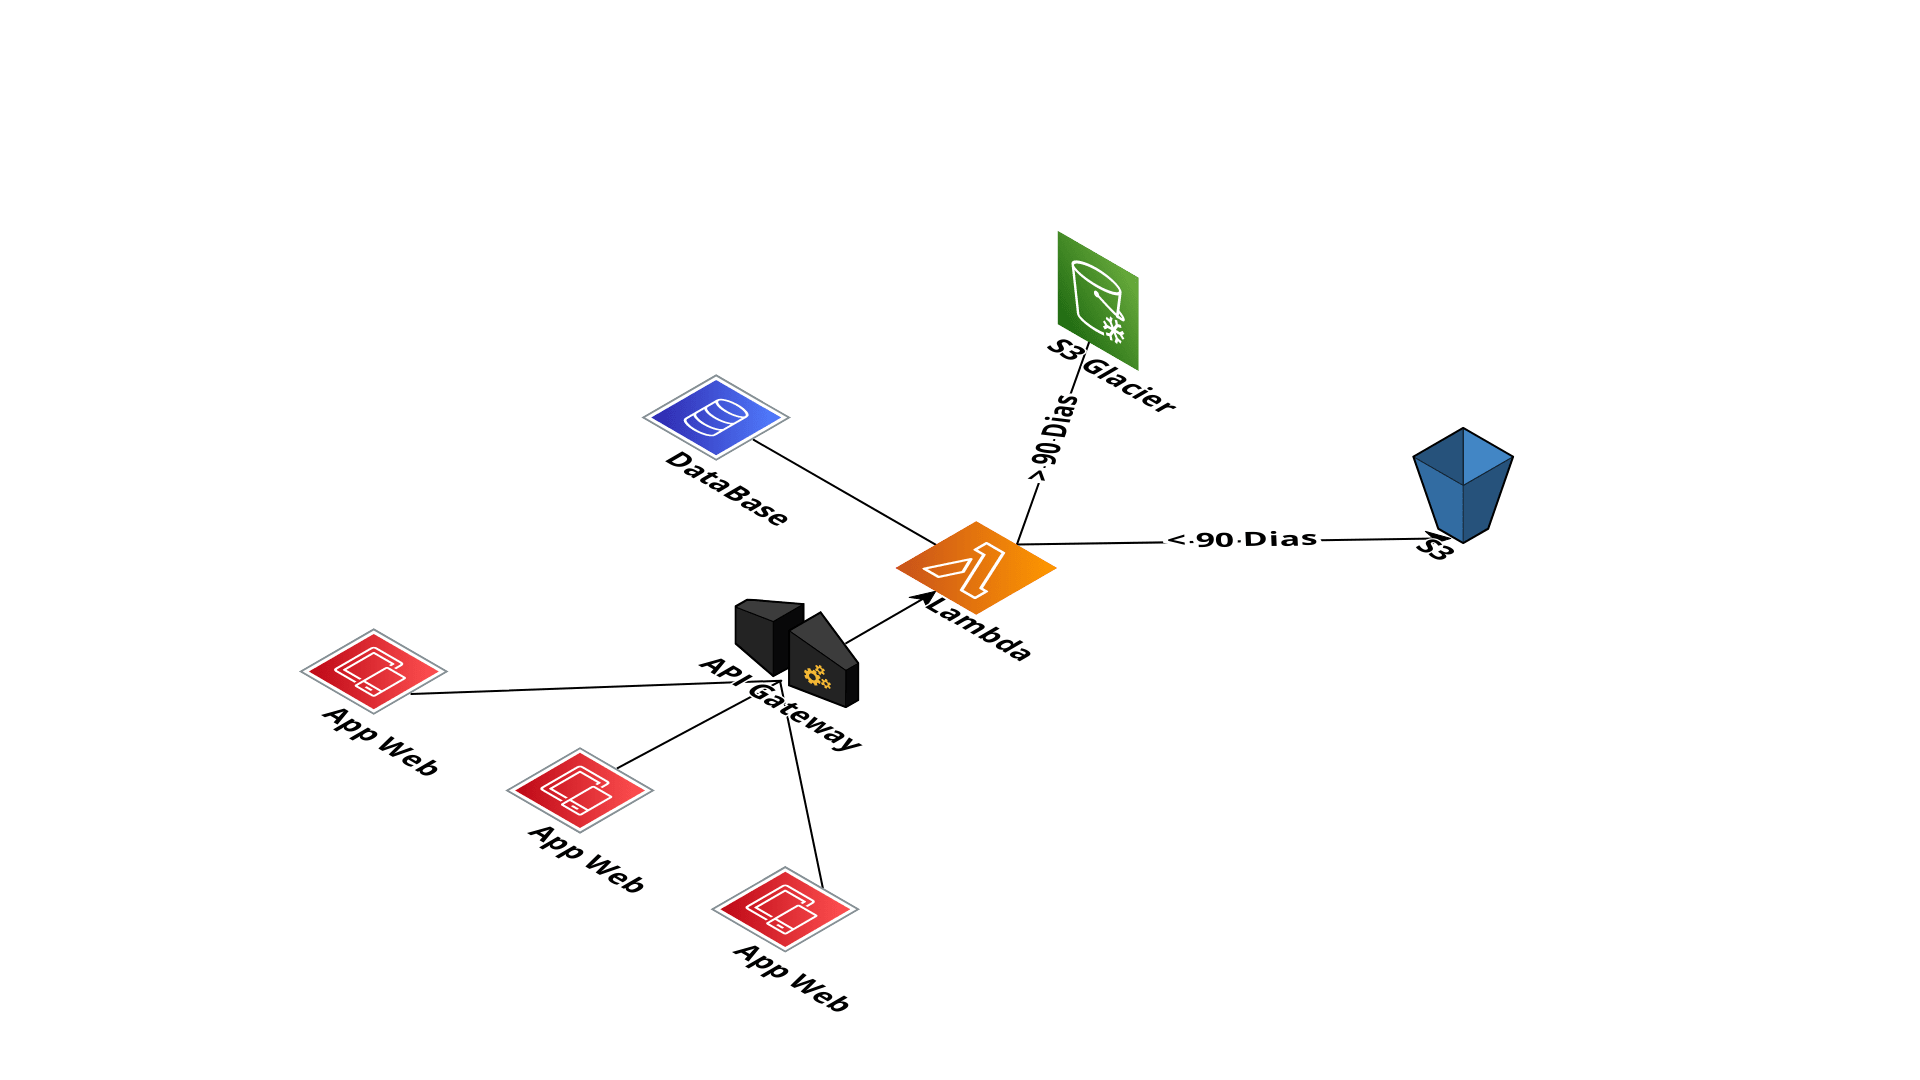 S3 Glacier
> 90 Dias
DataBase
< 90 Dias
S3
Lambda
API Gateway
App Web
App Web
App Web